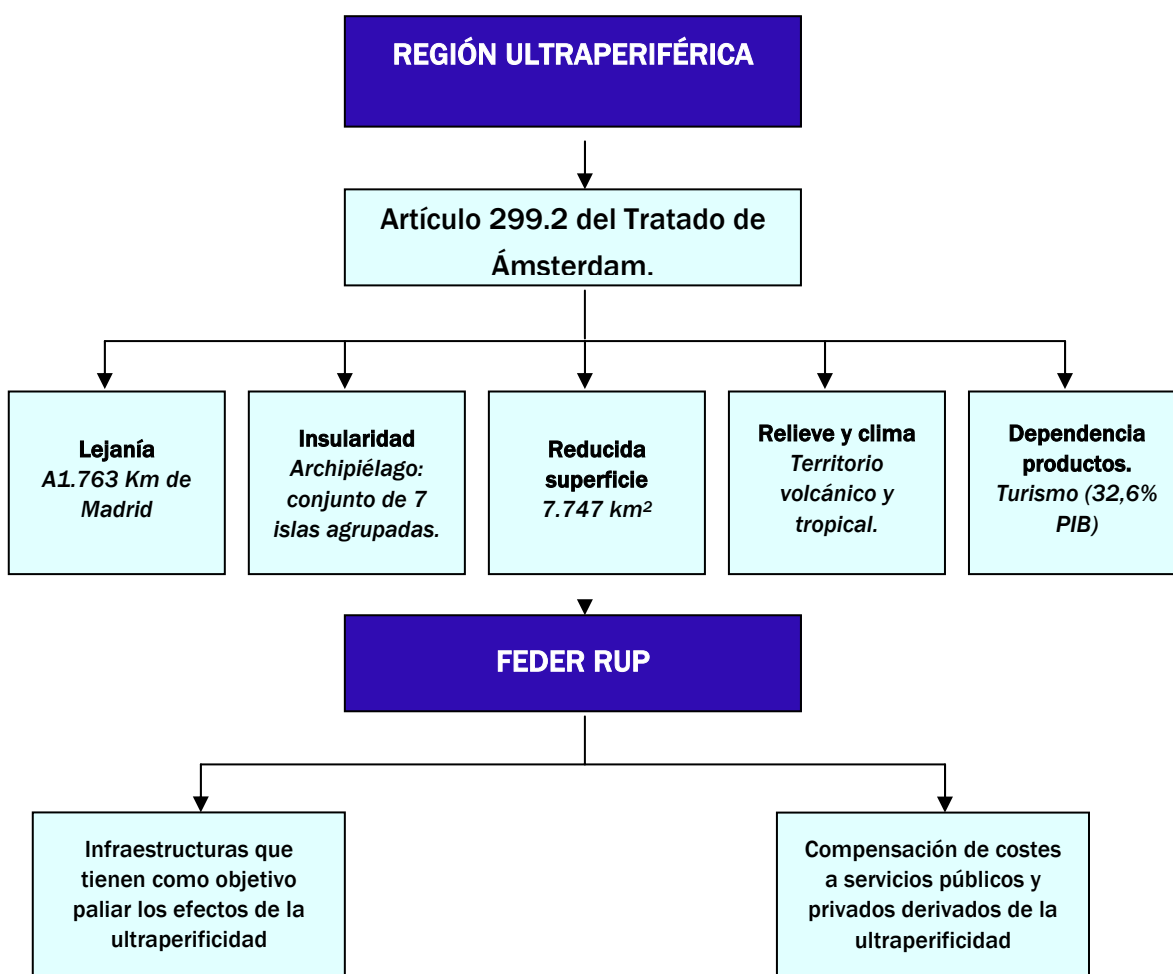 REGIÓN ULTRAPERIFÉRICA
Artículo 299.2 del Tratado de
Ámsterdam.
Lejanía
A1.763 Km de
Madrid
Insularidad
Archipiélago:
conjunto de 7
islas agrupadas.
Reducida
superficie
7.747 km²
Relieve y clima
Territorio
volcánico y
tropical.
Dependencia
productos.
Turismo (32,6%
PIB)
FEDER RUP
Infraestructuras que
tienen como objetivo
paliar los efectos de la
ultraperificidad
Compensación de costes
a servicios públicos y
privados derivados de la
ultraperificidad